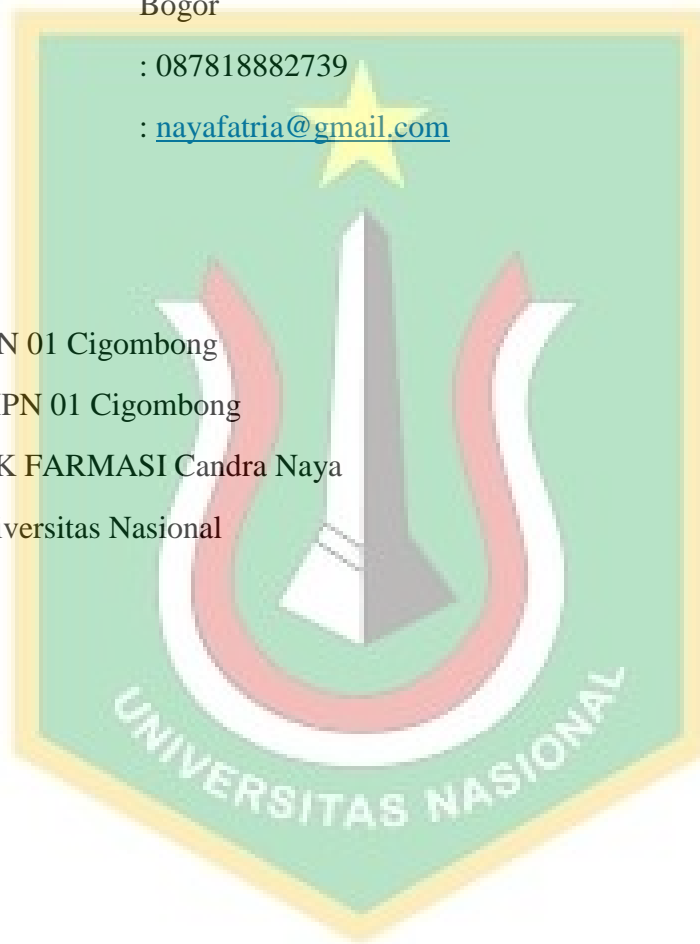 Bogor
: 087818882739
: nayafatria@gmail.com
N 01 Cigombong
PN 01 Cigombong
K FARMASI Candra Naya
versitas Nasional
UNIVERSITAS NASIONAL